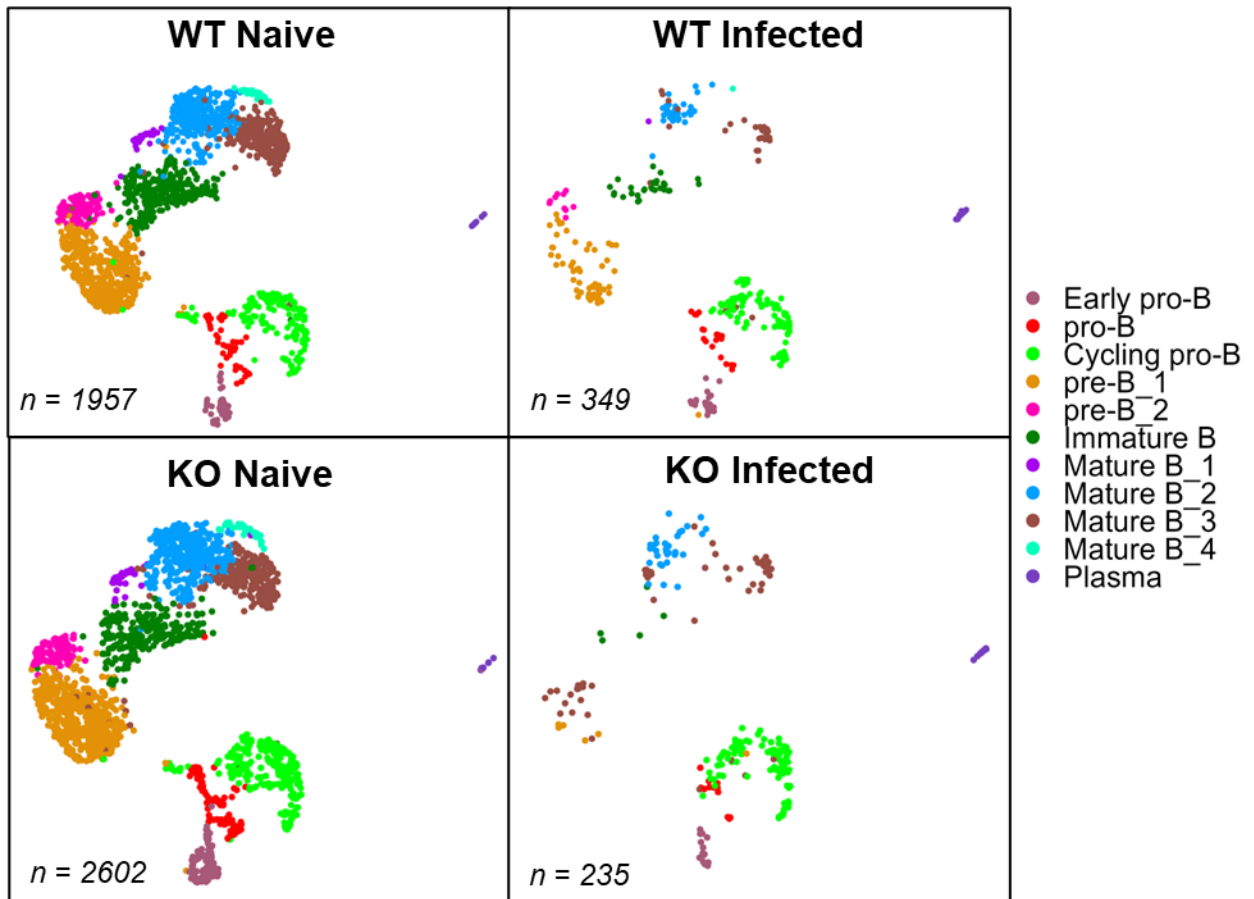 WT Naive
WT Infected
n = 1957
n = 349
KO Naive
KO Infected
n = 2602
n = 235
Early pro-B
pro-B
Cycling pro-B
pre-B_1
pre-B_2
Immature B
Mature B_1
Mature B_2
Mature B_3
Mature B_4
Plasma